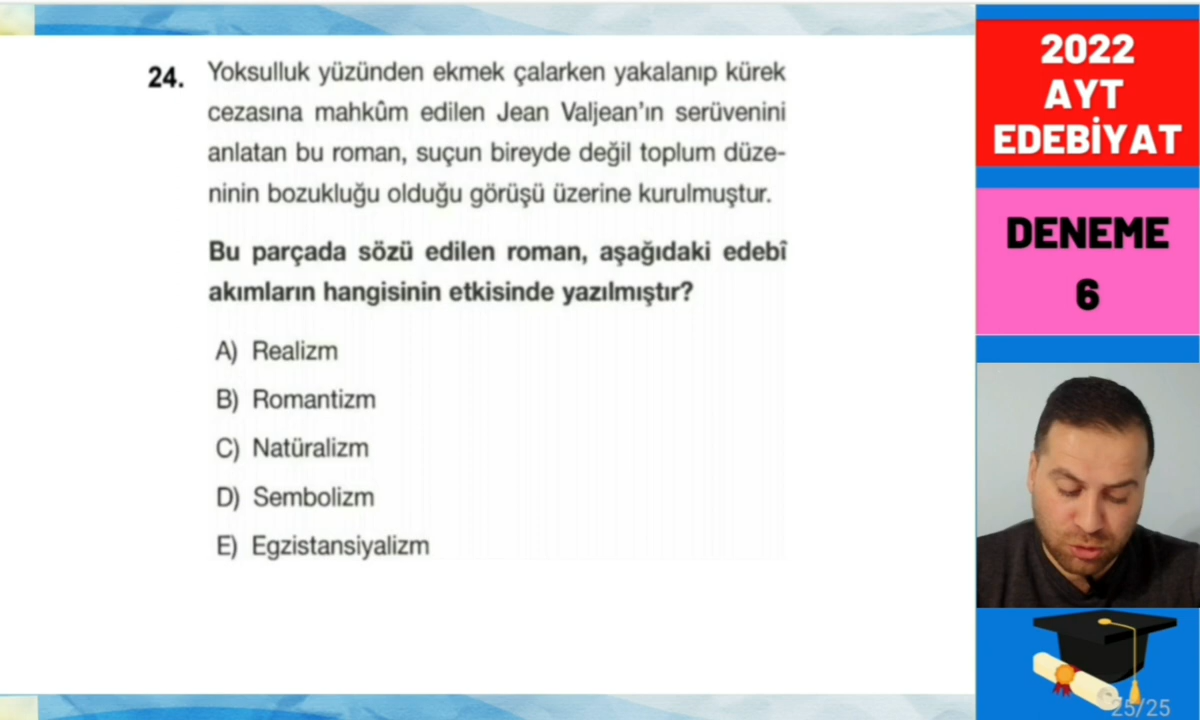 24. Yoksulluk yüzünden ekmek çalarken yakalanıp kürek
cezasına mahkûm edilen Jean Valjean'ın serüvenini
anlatan bu roman, suçun bireyde değil toplum düze-
ninin bozukluğu olduğu görüşü üzerine kurulmuştur.
Bu parçada sözü edilen roman, aşağıdaki edebî
akımların hangisinin etkisinde yazılmıştır?
A) Realizm
B) Romantizm
C) Natüralizm
D) Sembolizm
E) Egzistansiyalizm
2022
AYT
EDEBİYAT
DENEME
6
25/25